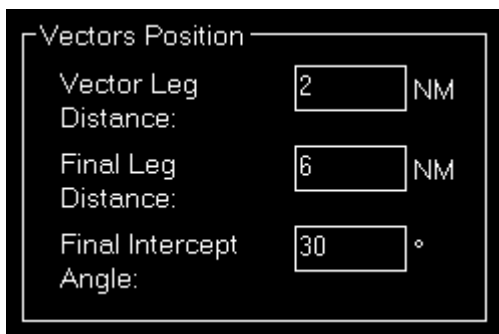 Vectors Position
Vector Leg 2 NM
Distance:
Final Leg 6 NM
Distance:
Final Intercept 30 °
Angle: